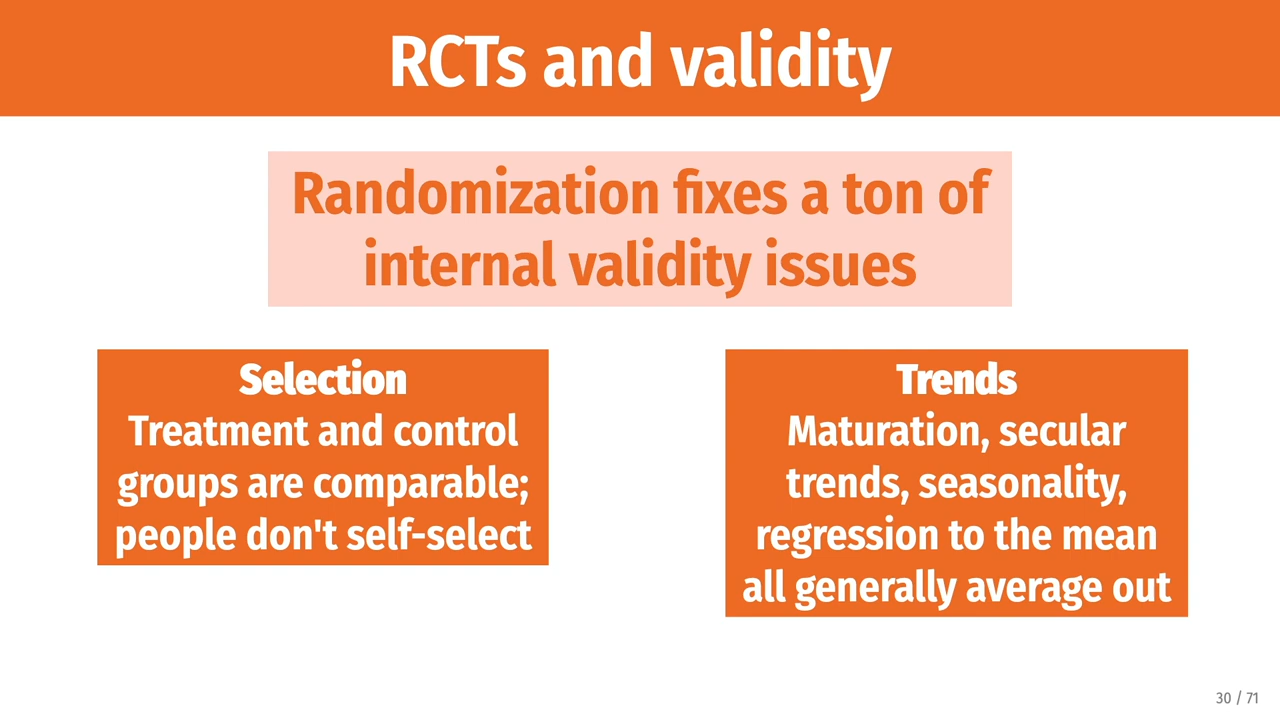 RCTs and validity
Randomization fixes a ton of
internal validity issues
Selection
Treatment and control
groups are comparable;
people don't self-select
Trends
Maturation, secular
trends, seasonality,
regression to the mean
all generally average out
30 / 71